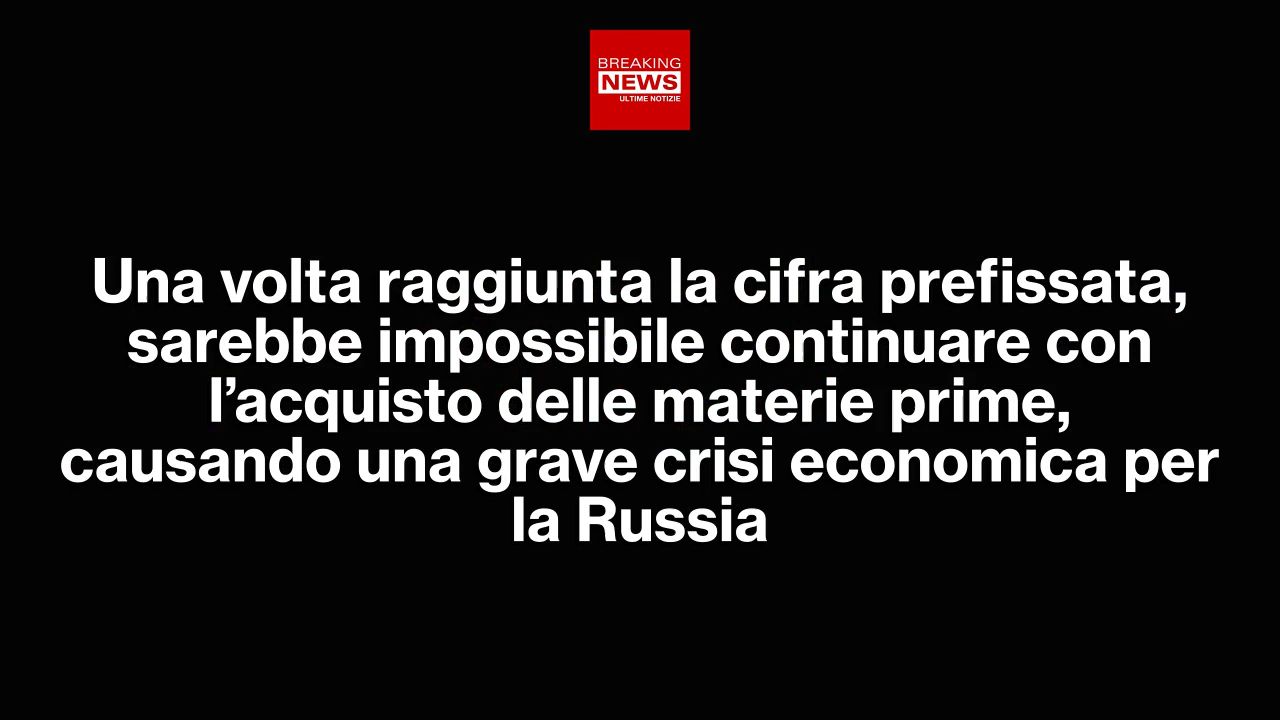 BREAKING
NEWS
ULTIME NOTIZIE
Una volta raggiunta la cifra prefissata,
sarebbe impossibile continuare con
l’acquisto delle materie prime,
causando una grave crisi economica per
la Russia